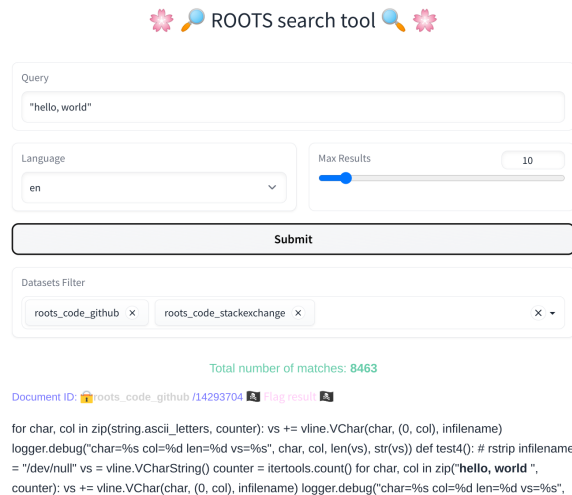 🌸 🔎 ROOTS search tool 🔍 🌸
Query
"hello, world"
Language
Max Results
10
en
Submit
Datasets Filter
roots_code_github ×
roots_code_stackexchange ×
×
Total number of matches: 8463
Document ID: 🔒roots_code_github /14293704 🏴‍☠️ Flag result 🏴‍☠️
for char, col in zip(string.ascii_letters, counter): vs += vline.VChar(char, (0, col), infilename)
logger.debug("char=%s col=%d len=%d vs=%s", char, col, len(vs), str(vs)) def test4(): # rstrip infilename
= "/dev/null" vs = vline.VCharString() counter = itertools.count() for char, col in zip("hello, world ",
counter): vs += vline.VChar(char, (0, col), infilename) logger.debug("char=%s col=%d len=%d vs=%s",